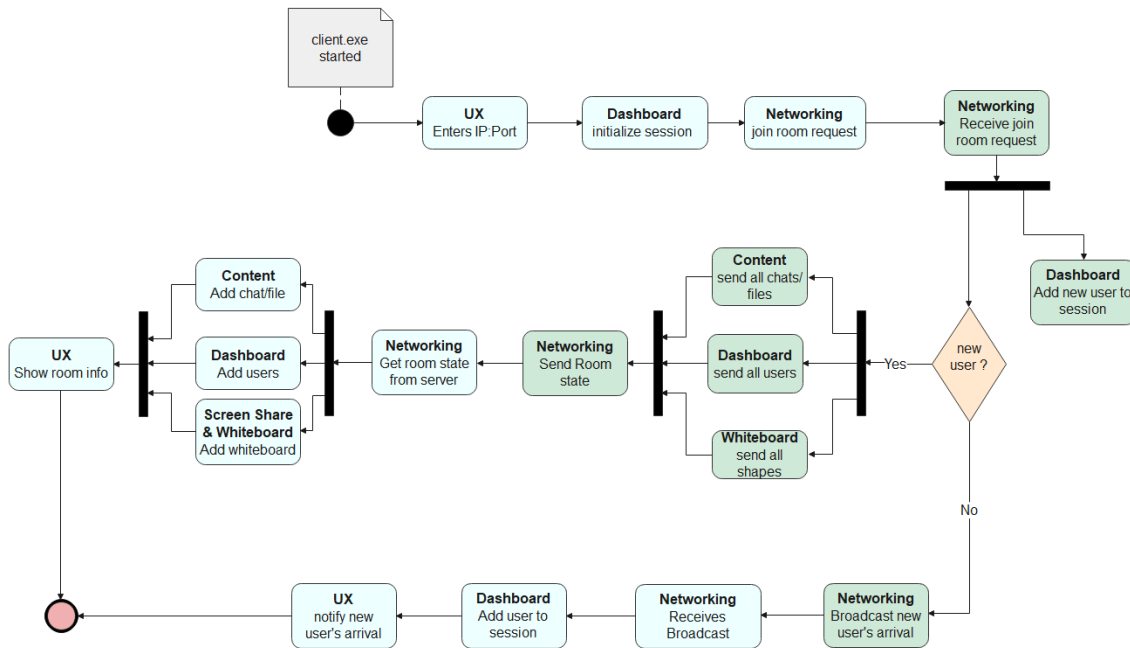 client.exe
started
UX
Enters IP:Port
Dashboard
initialize session
Networking
join room request
Networking
Receive join
room request
Dashboard
Add new user to
session
new
user ?
Yes
No
Content
send all chats/
files
Dashboard
send all users
Whiteboard
send all
shapes
Networking
Send Room
state
Networking
Get room state
from server
Content
Add chat/file
Dashboard
Add users
Screen Share
& Whiteboard
Add whiteboard
UX
Show room info
Networking
Broadcast new
user's arrival
Networking
Receives
Broadcast
Dashboard
Add user to
session
UX
notify new
user's arrival